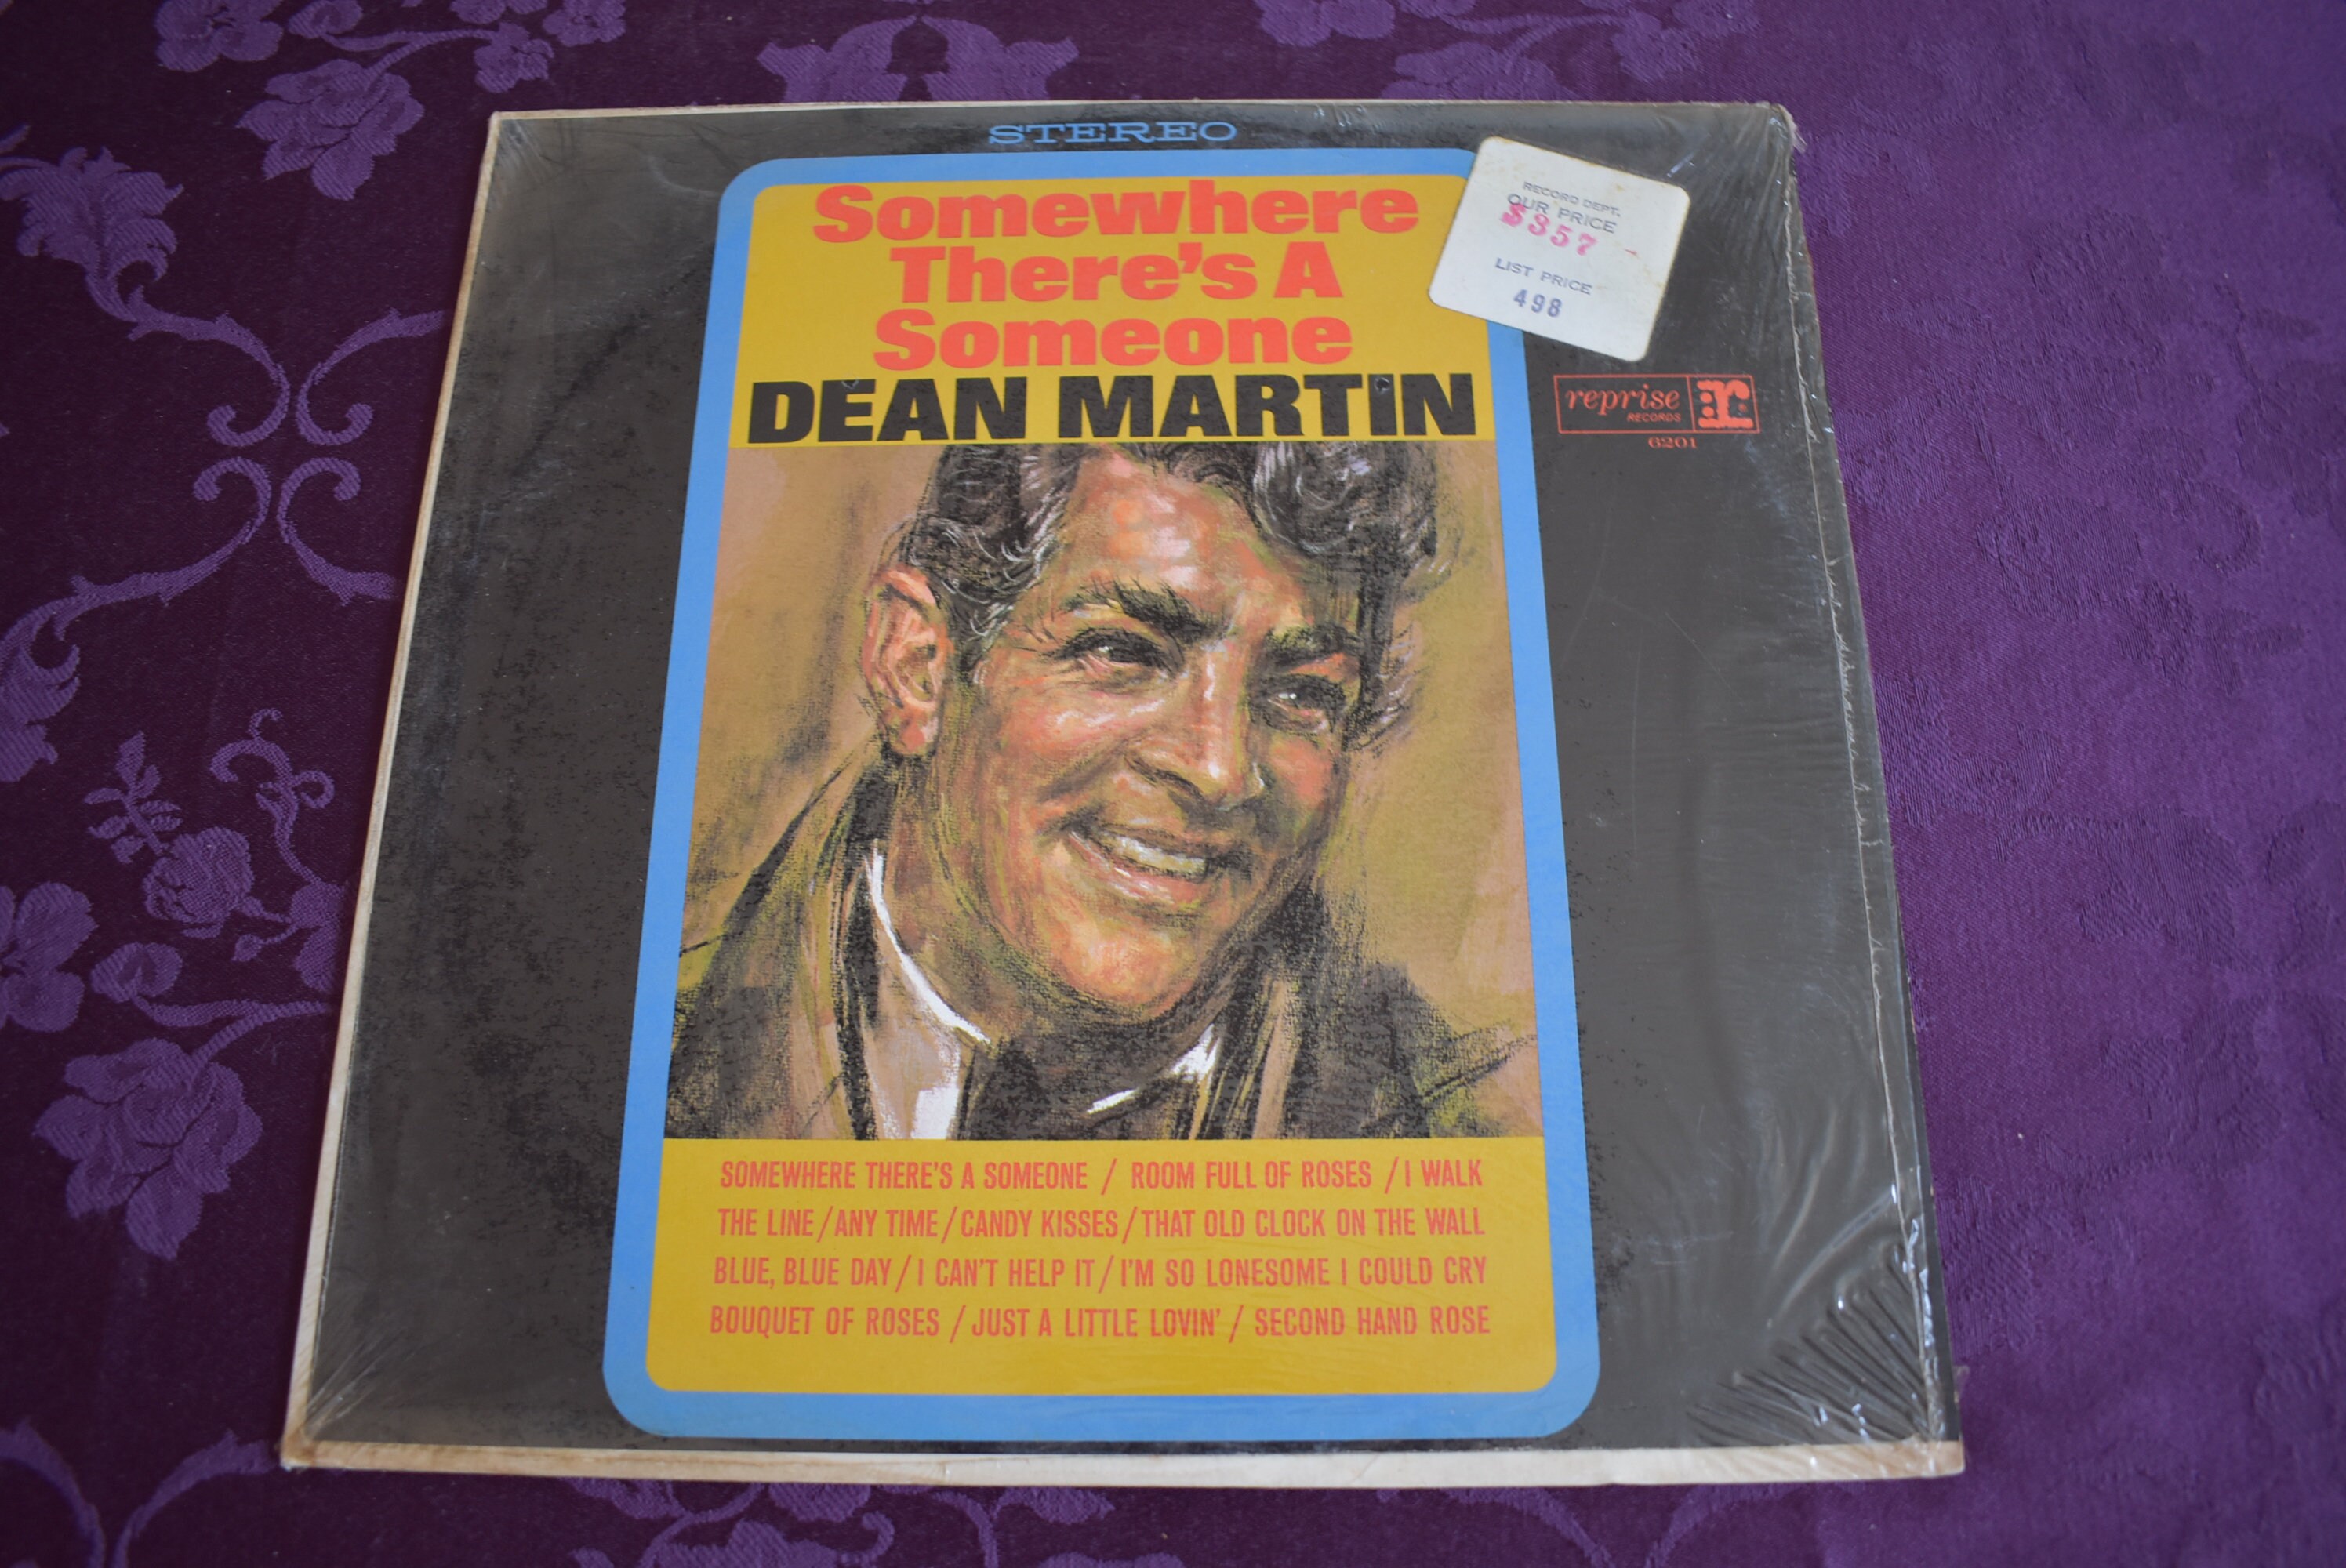 STEREO
Somewhere
There's A
Someone
DEAN MARTIN
RECORD DEPT.
OUR PRICE
$357
LIST PRICE
498
reprise
RECORDS
r:
6201
SOMEWHERE THERE'S A SOMEONE / ROOM FULL OF ROSES / I WALK
THE LINE / ANY TIME / CANDY KISSES / THAT OLD CLOCK ON THE WALL
BLUE, BLUE DAY / I CAN'T HELP IT / I'M SO LONESOME I COULD CRY
BOUQUET OF ROSES / JUST A LITTLE LOVIN' / SECOND HAND ROSE